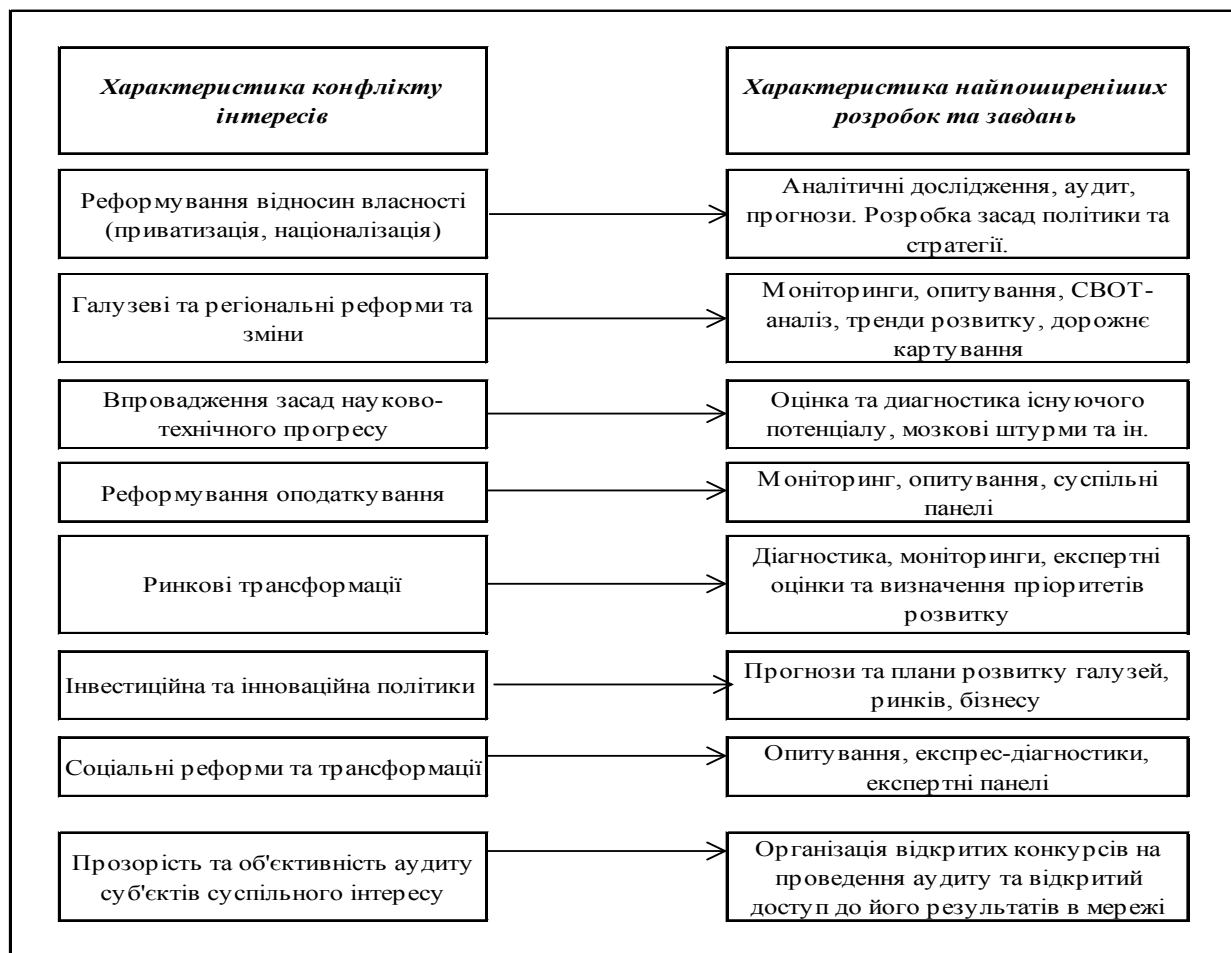 Характеристика конфлікту
інтересів
Характеристика найпоширеніших
розробок та завдань
Реформування відносин власності
(приватизація, націоналізація)
Аналітичні дослідження, аудит,
прогнози. Розробка засад політики та
стратегії.
Галузеві та регіональні реформи та
зміни
Моніторинги, опитування, СВОТ-
аналіз, тренди розвитку, дорожнє
картування
Впровадження засад науково-
технічного прогресу
Оцінка та диагностика існуючого
потенціалу, мозкові штурми та ін.
Реформування оподаткування
Моніторинг, опитування, суспільні
панелі
Ринкові трансформації
Діагностика, моніторинги, експертні
оцінки та визначення пріоритетів
розвитку
Інвестиційна та інноваційна політики
Прогнози та плани розвитку галузей,
ринків, бізнесу
Соціальні реформи та трансформації
Опитування, експрес-діагностики,
експертні панелі
Прозорість та об'єктивність аудиту
суб'єктів суспільного інтересу
Організація відкритих конкурсів на
проведення аудиту та відкритий
доступ до його результатів в мережі